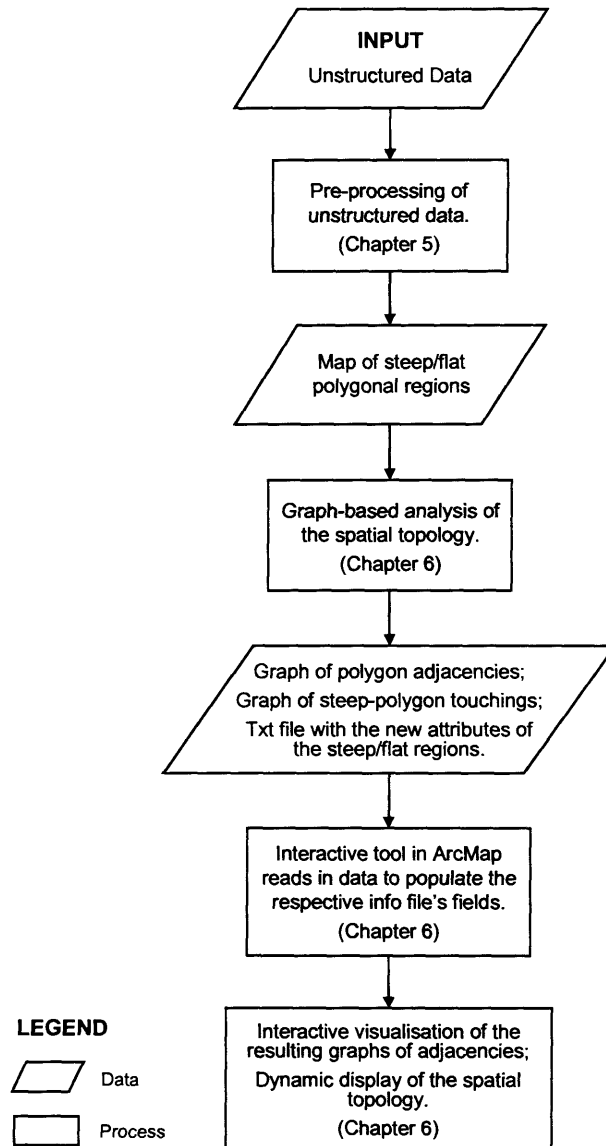 INPUT
Unstructured Data
Pre-processing of
unstructured data.
(Chapter 5)
Map of steep/flat
polygonal regions
Graph-based analysis of
the spatial topology.
(Chapter 6)
Graph of polygon adjacencies;
Graph of steep-polygon touchings;
Txt file with the new attributes of
the steep/flat regions.
Interactive tool in ArcMap
reads in data to populate the
respective info file's fields.
(Chapter 6)
Interactive visualisation of the
resulting graphs of adjacencies;
Dynamic display of the spatial
topology.
(Chapter 6)
LEGEND
Data
Process